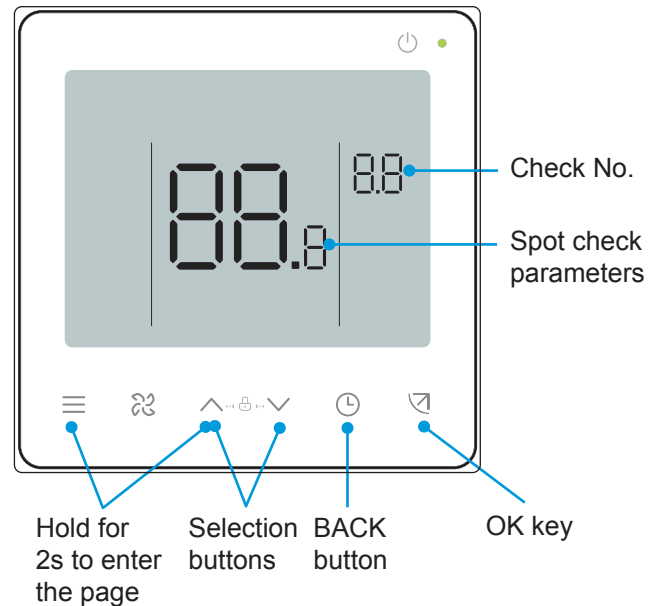 88.8
8.8
Check No.
Spot check
parameters
Hold for
2s to enter
the page
Selection
buttons
BACK
button
OK key